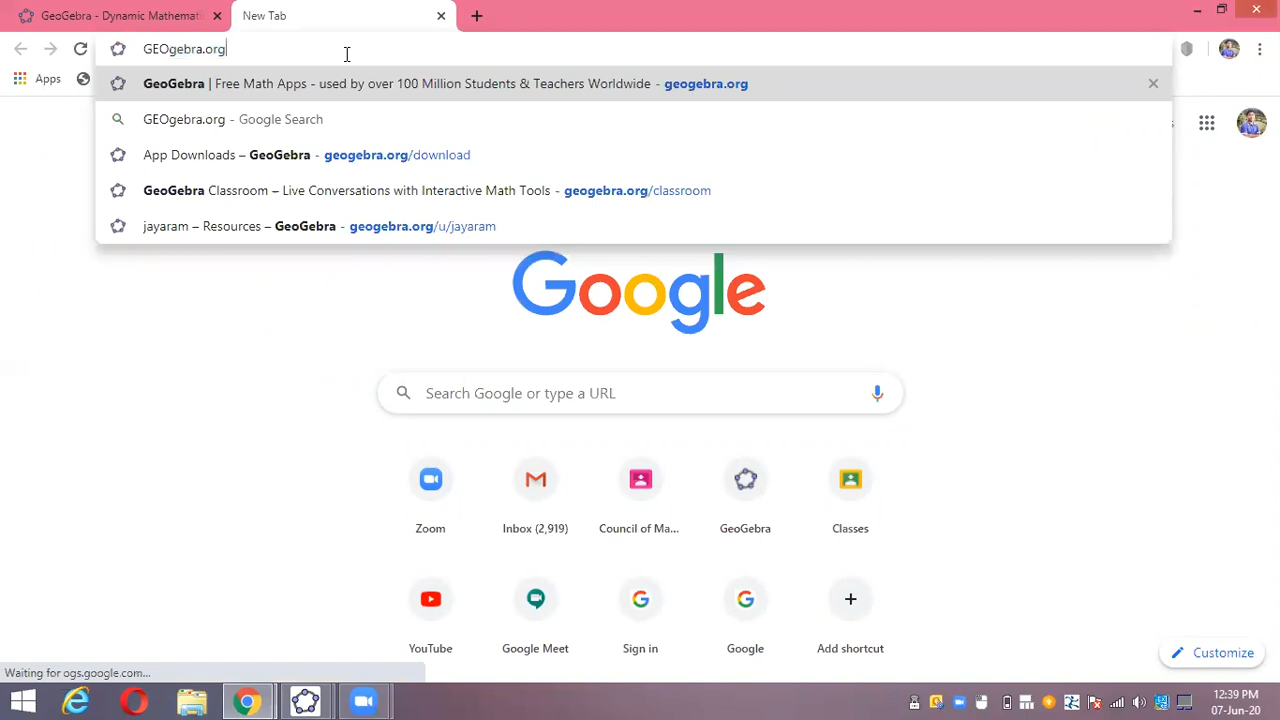 GeoGebra - Dynamic Mathemat
New Tab
GEOgebra.org
GeoGebra | Free Math Apps - used by over 100 Million Students & Teachers Worldwide - geogebra.org
GEOgebra.org - Google Search
App Downloads – GeoGebra - geogebra.org/download
GeoGebra Classroom – Live Conversations with Interactive Math Tools - geogebra.org/classroom
jayaram – Resources – GeoGebra - geogebra.org/u/jayaram
Apps
Google
Search Google or type a URL
Zoom
Inbox (2,919)
Council of Ma...
GeoGebra
Classes
YouTube
Google Meet
Sign in
Google
Add shortcut
Customize
Waiting for ogs.google.com...
12:39 PM
07-Jun-20